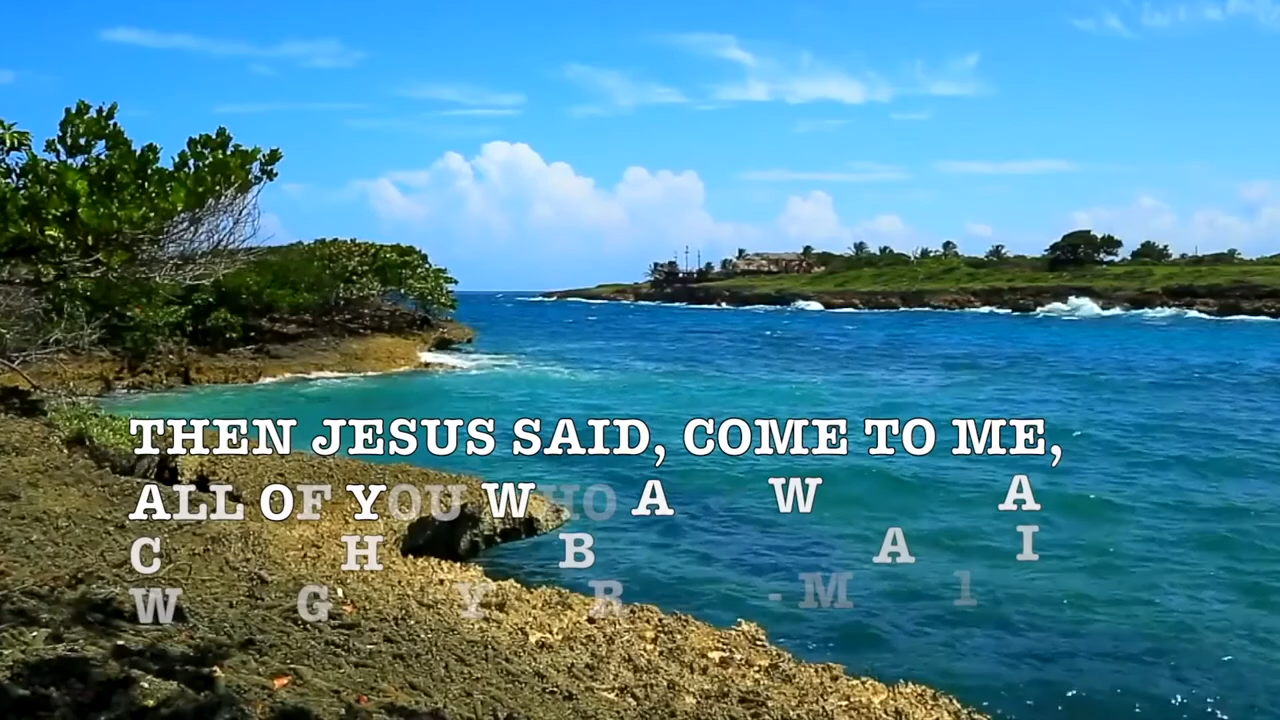 THEN JESUS SAID, COME TO ME,
ALL OF YOU WHO A W A
C H B A I
W G Y R - M 1